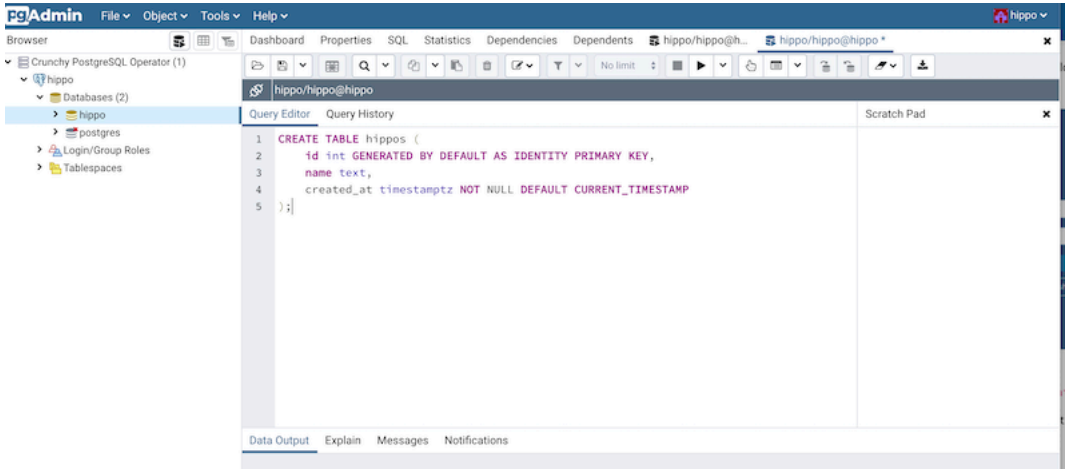 pgAdmin File Object Tools Help hippo
Browser Dashboard Properties SQL Statistics Dependencies Dependents hippo/hippo@h... hippo/hippo@hippo *
Crunchy PostgreSQL Operator (1)
No limit
hippo
hippo/hippo@hippo
Databases (2)
hippo
Query Editor Query History Scratch Pad
postgres
Login/Group Roles
Tablespaces
1 CREATE TABLE hippos (
2 id int GENERATED BY DEFAULT AS IDENTITY PRIMARY KEY,
3 name text,
4 created_at timestamptz NOT NULL DEFAULT CURRENT_TIMESTAMP
5 );
Data Output Explain Messages Notifications